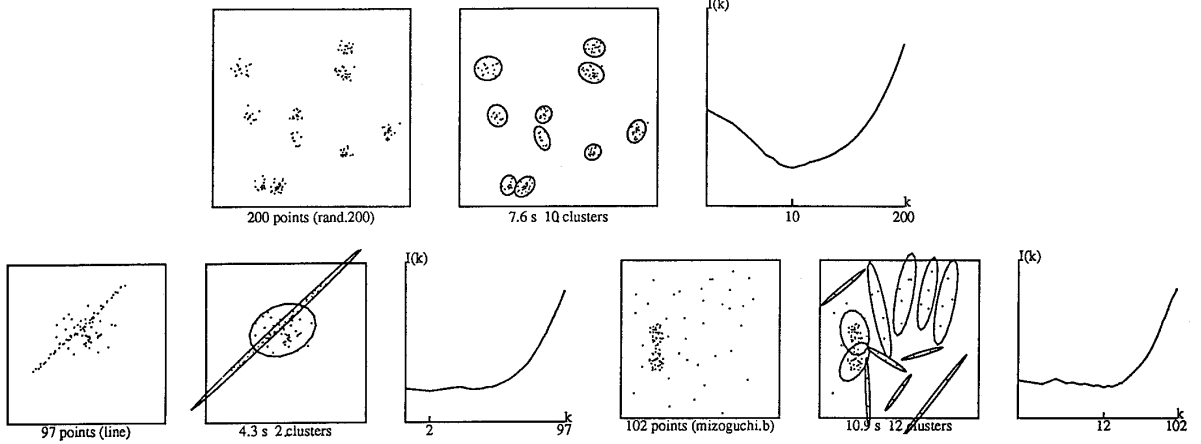 I(k)
k
10
200
200 points (rand.200)
7.6 s 10 clusters
I(k)
k
2
97
97 points (line)
4.3 s 2 clusters
I(k)
k
12
102
102 points (mizoguchi.b)
10.9 s 12 clusters